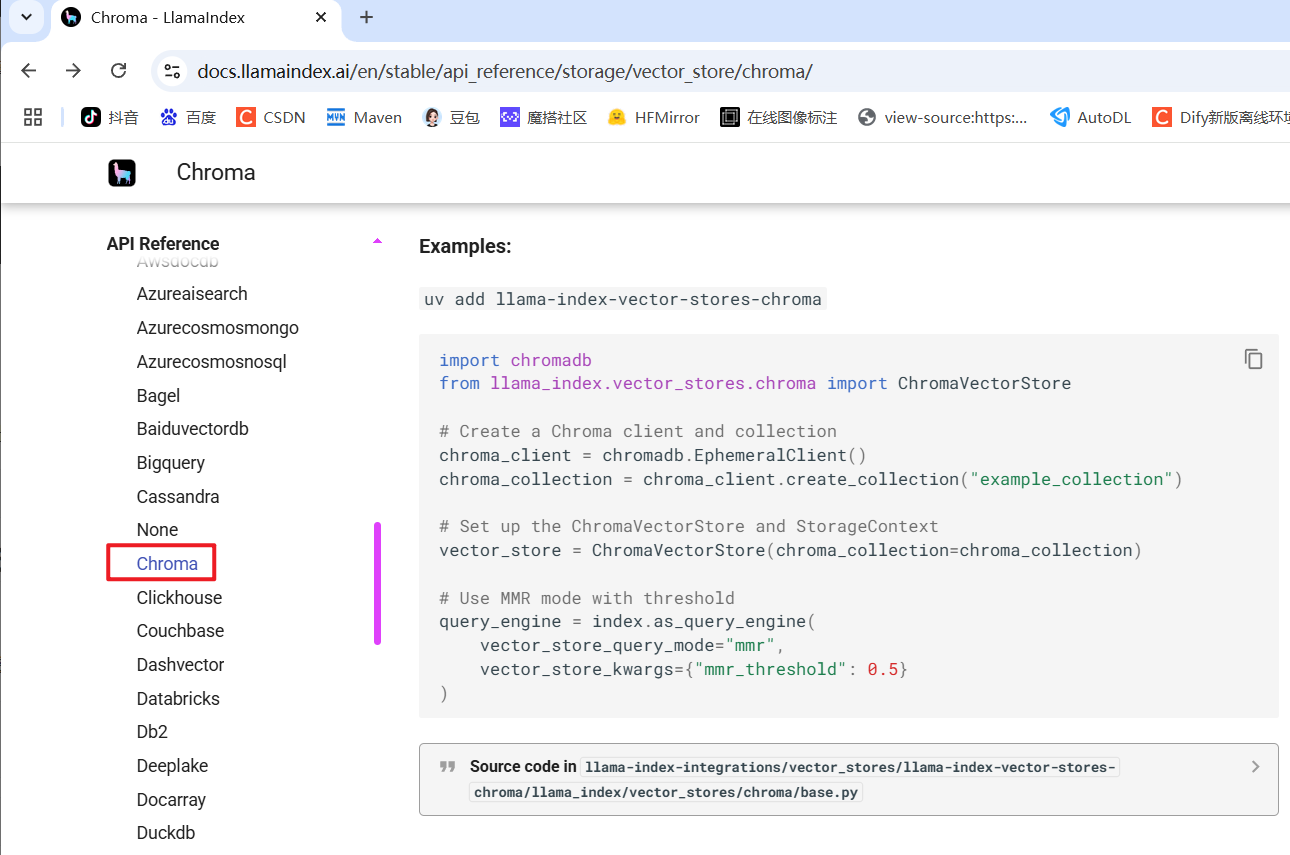 Chroma - LlamaIndex
docs.llamaindex.ai/en/stable/api_reference/storage/vector_store/chroma/
抖音 百度 CSDN Maven 豆包 魔搭社区 HFMirror 在线图像标注 view-source:https:... AutoDL Dify新版离线环境
Chroma
API Reference
Awsdocdb
Azureaisearch
Azurecosmosmongo
Azurecosmosnosql
Bagel
Baiduvectordb
Bigquery
Cassandra
None
Chroma
Clickhouse
Couchbase
Dashvector
Databricks
Db2
Deeplake
Docarray
Duckdb
Examples:
uv add llama-index-vector-stores-chroma
import chromadb
from llama_index.vector_stores.chroma import ChromaVectorStore
# Create a Chroma client and collection
chroma_client = chromadb.EphemeralClient()
chroma_collection = chroma_client.create_collection("example_collection")
# Set up the ChromaVectorStore and StorageContext
vector_store = ChromaVectorStore(chroma_collection=chroma_collection)
# Use MMR mode with threshold
query_engine = index.as_query_engine(
    vector_store_query_mode="mmr",
    vector_store_kwargs={"mmr_threshold": 0.5}
)
Source code in llama-index-integrations/vector_stores/llama-index-vector-stores-
chroma/llama_index/vector_stores/chroma/base.py